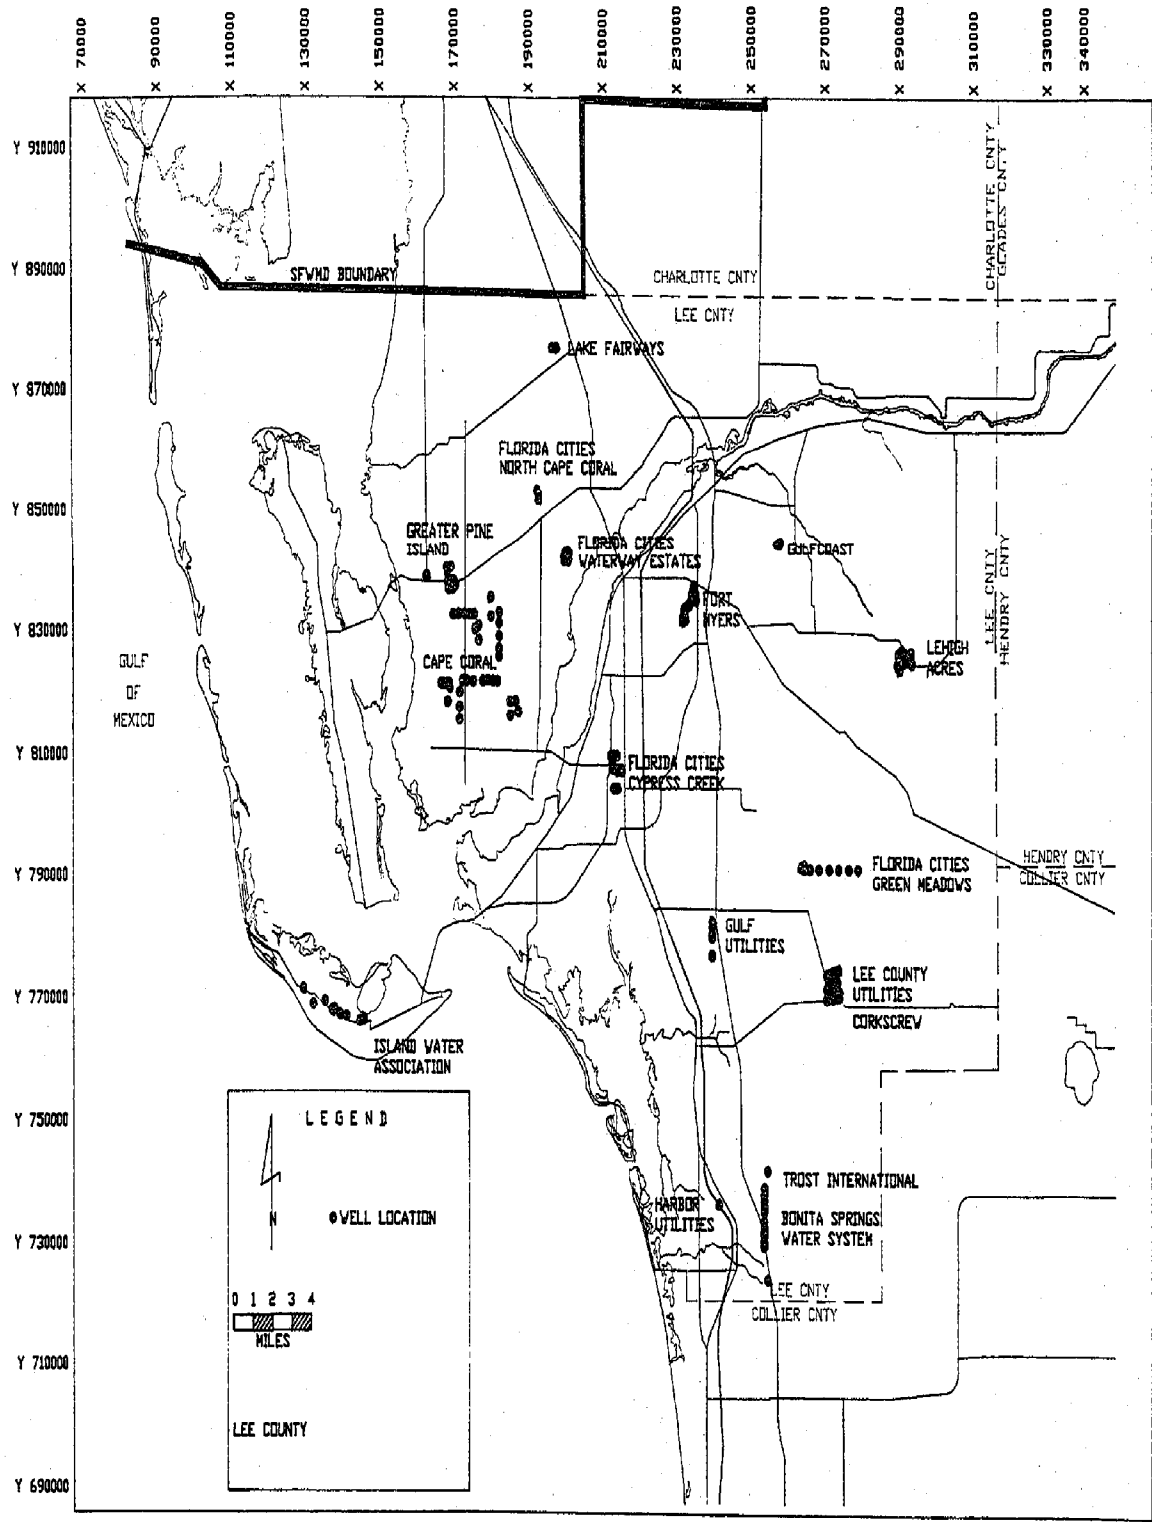 X 70000
X 90000
X 110000
X 130000
X 150000
X 170000
X 190000
X 210000
X 230000
X 250000
X 270000
X 290000
X 310000
X 330000
X 340000
Y 910000
Y 890000
Y 870000
Y 850000
Y 830000
Y 810000
Y 790000
Y 770000
Y 750000
Y 730000
Y 710000
Y 690000
CHARLOTTE CNTY
GLADES CNTY
SFWMD BOUNDARY
CHARLOTTE CNTY
LEE CNTY
LAKE FAIRWAYS
FLORIDA CITIES
NORTH CAPE CORAL
GREATER PINE
ISLAND
FLORIDA CITIES
WATERWAY ESTATES
GULFCOAST
LEE CNTY
HENDRY CNTY
FORT
MYERS
LEHIGH
ACRES
GULF
OF
MEXICO
CAPE CORAL
FLORIDA CITIES
CYPRESS CREEK
HENDRY CNTY
COLLIER CNTY
FLORIDA CITIES
GREEN MEADOWS
GULF
UTILITIES
LEE COUNTY
UTILITIES
CORKSCREW
ISLAND WATER
ASSOCIATION
TROST INTERNATIONAL
HARBOR
UTILITIES
BONITA SPRINGS
WATER SYSTEM
LEE CNTY
COLLIER CNTY
LEGEND
N
WELL LOCATION
0 1 2 3 4
MILES
LEE COUNTY